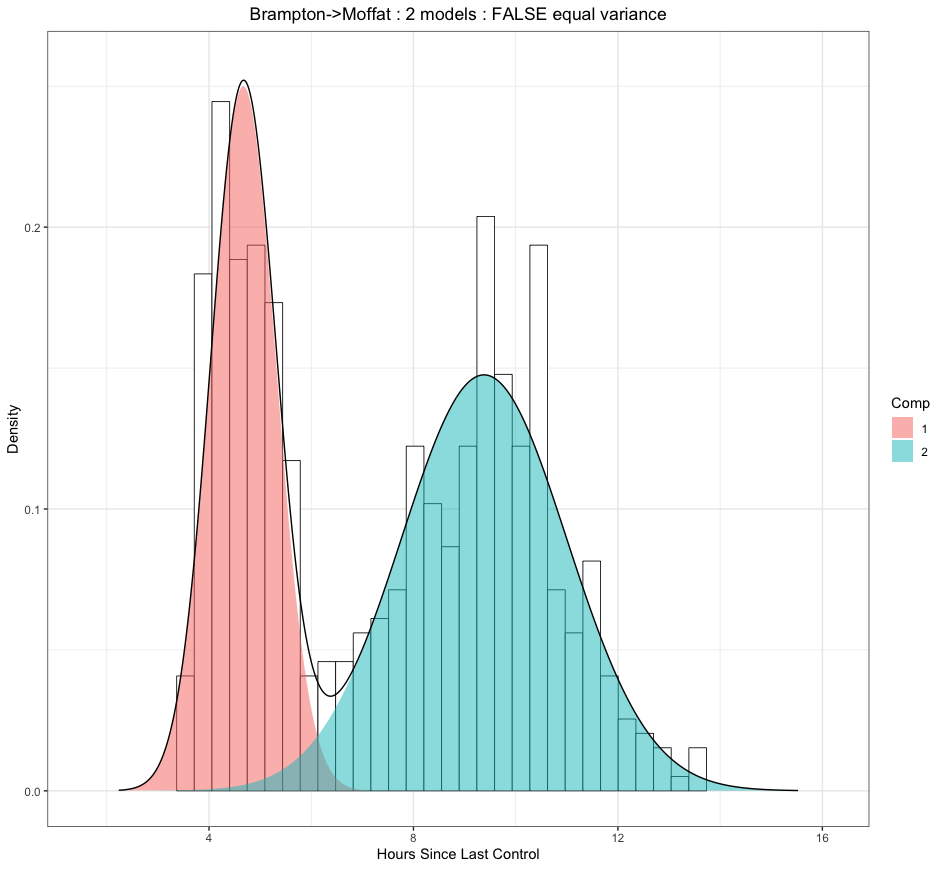 Brampton->Moffat : 2 models : FALSE equal variance
Density
0.2
0.1
0.0
4
8
12
16
Hours Since Last Control
Comp
1
2